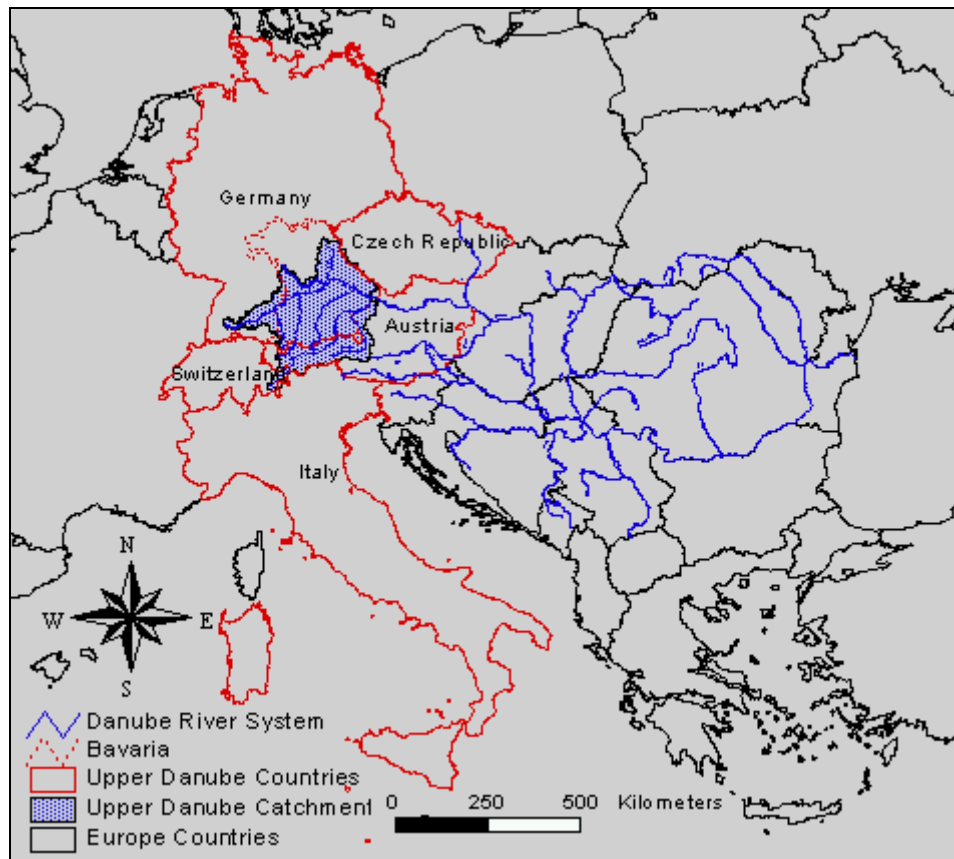 Germany
Czech Republic
Austria
Switzerland
Italy
N
W E
S
Danube River System
Bavaria
Upper Danube Countries
Upper Danube Catchment
Europe Countries
0 250 500 Kilometers